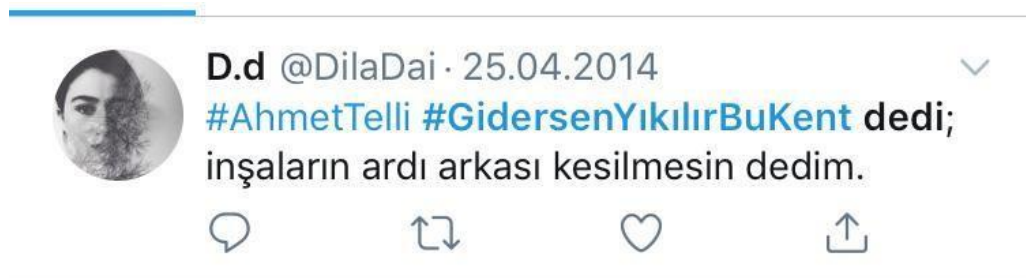 D.d @DilaDai · 25.04.2014
#AhmetTelli #GidersenYıkılırBuKent dedi;
inşaların ardı arkası kesilmesin dedim.